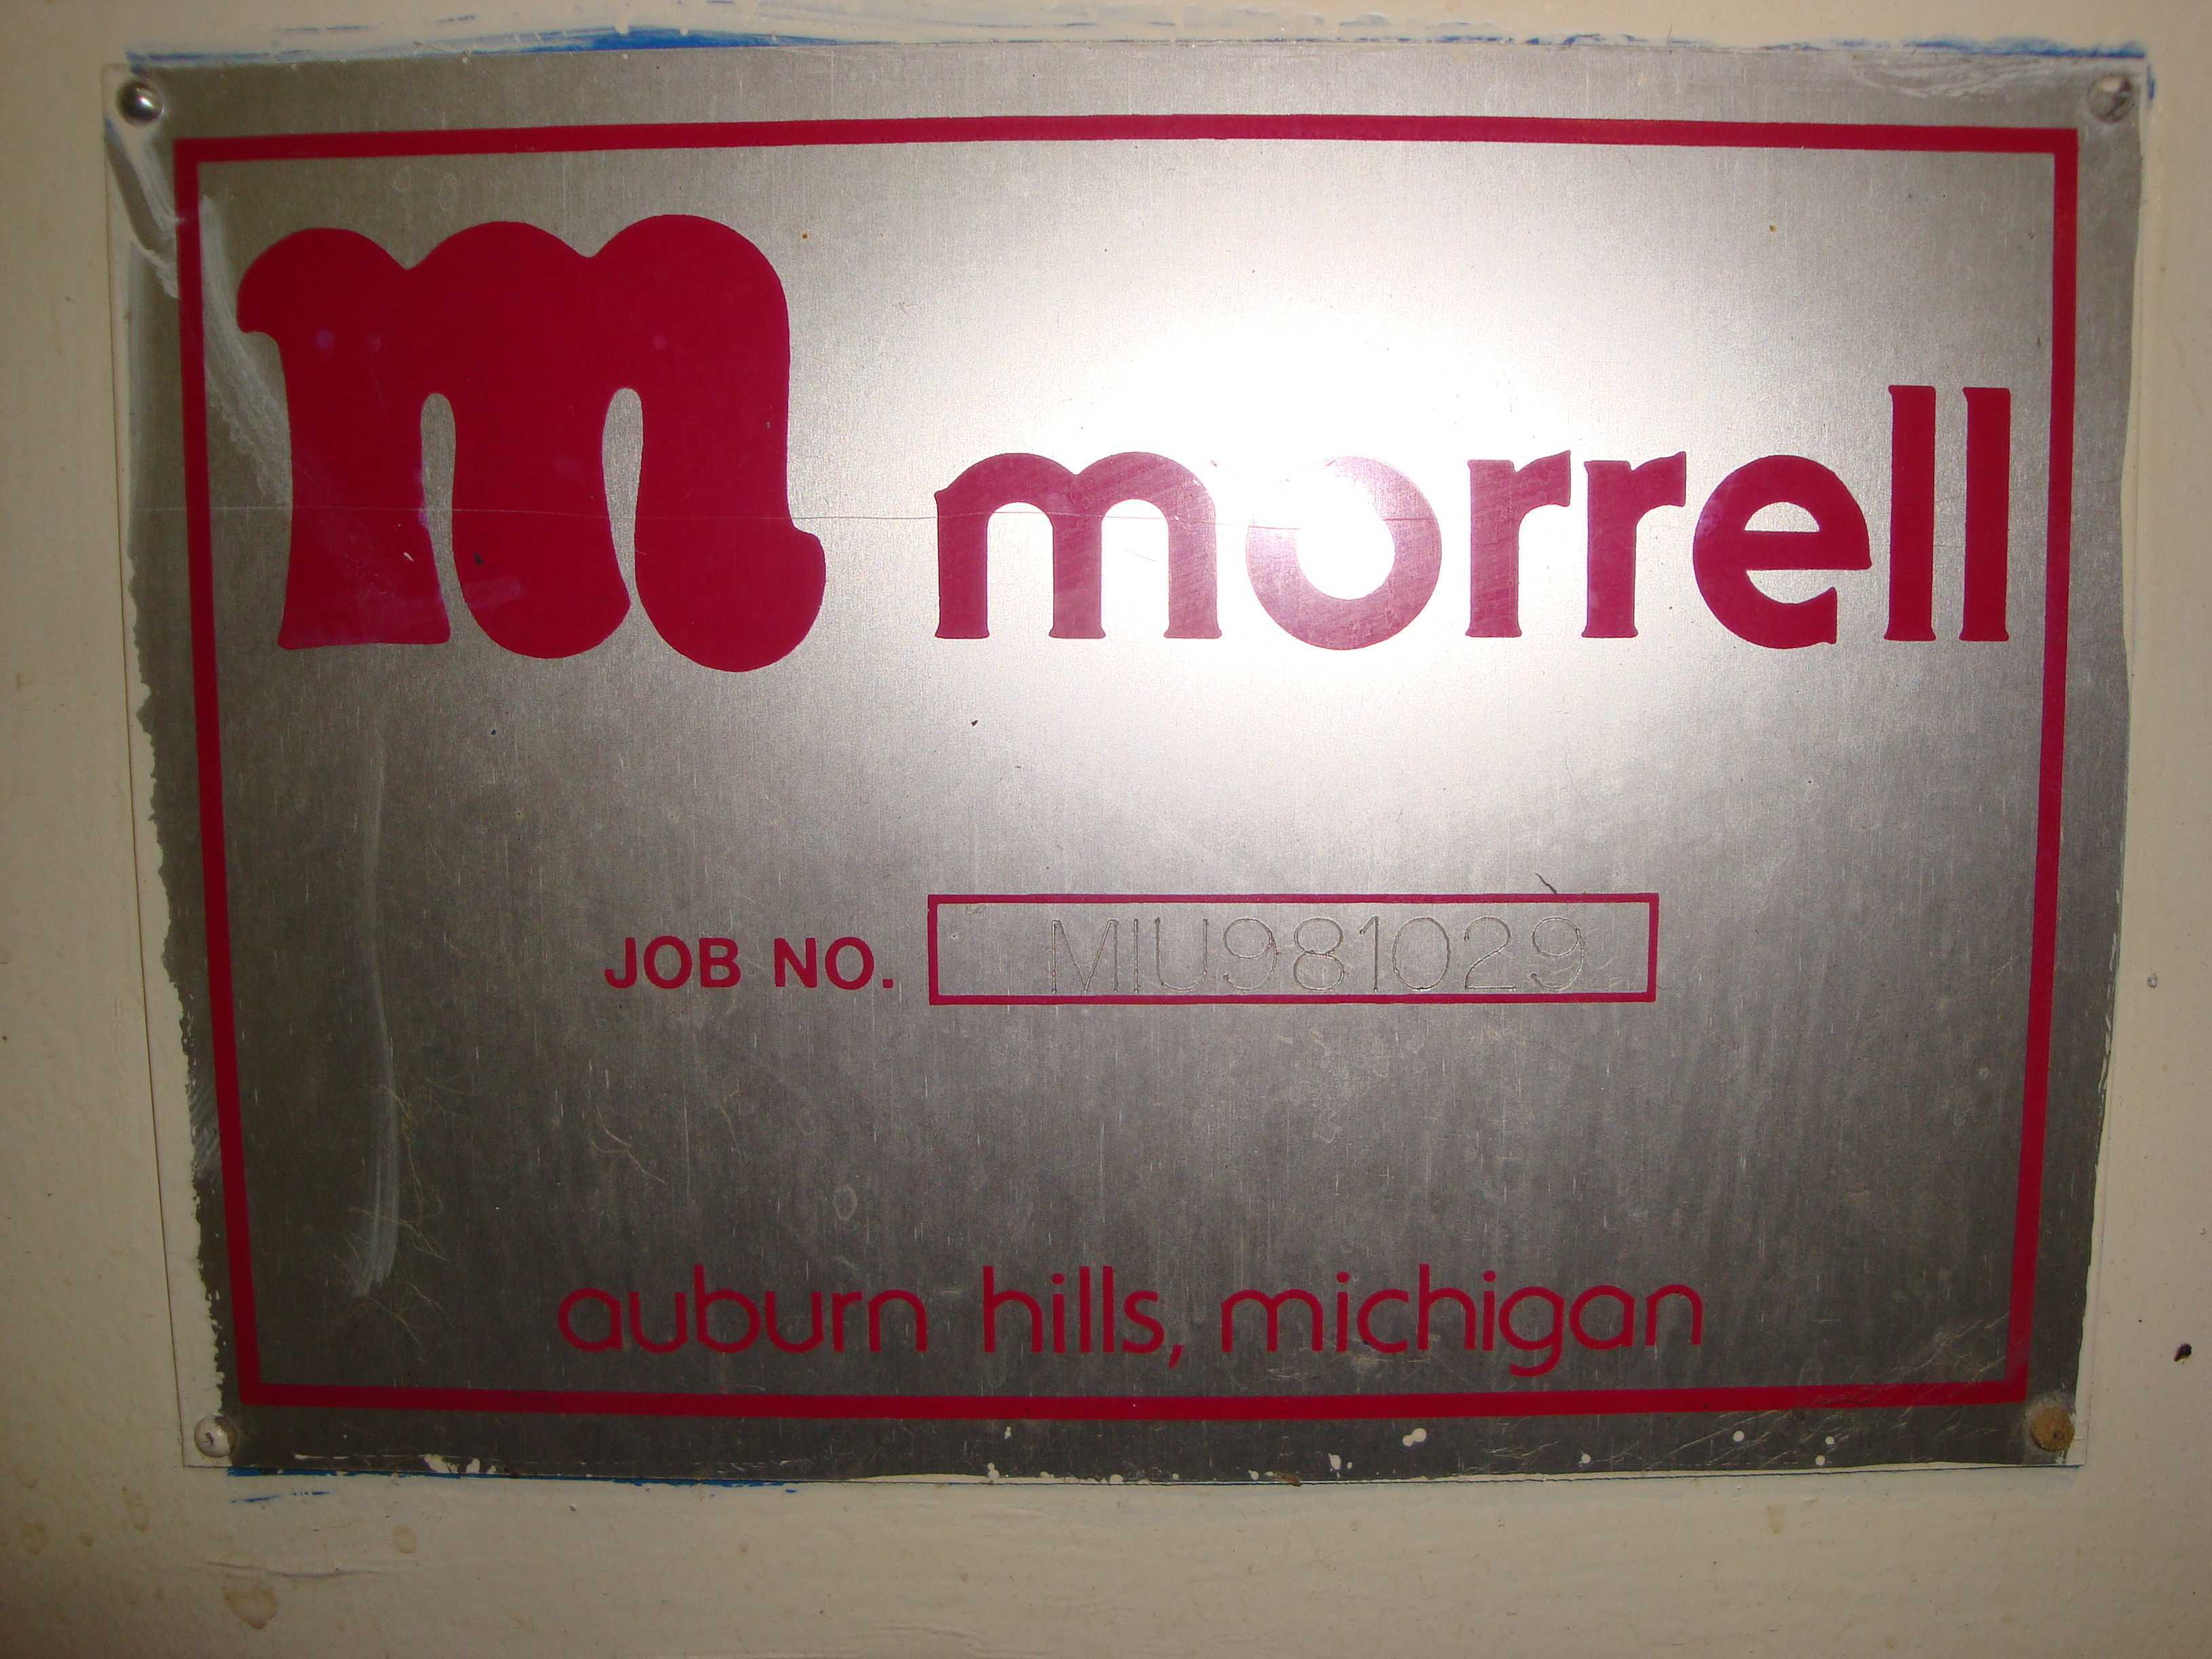 m morrell
JOB NO. MIU981029
auburn hills, michigan